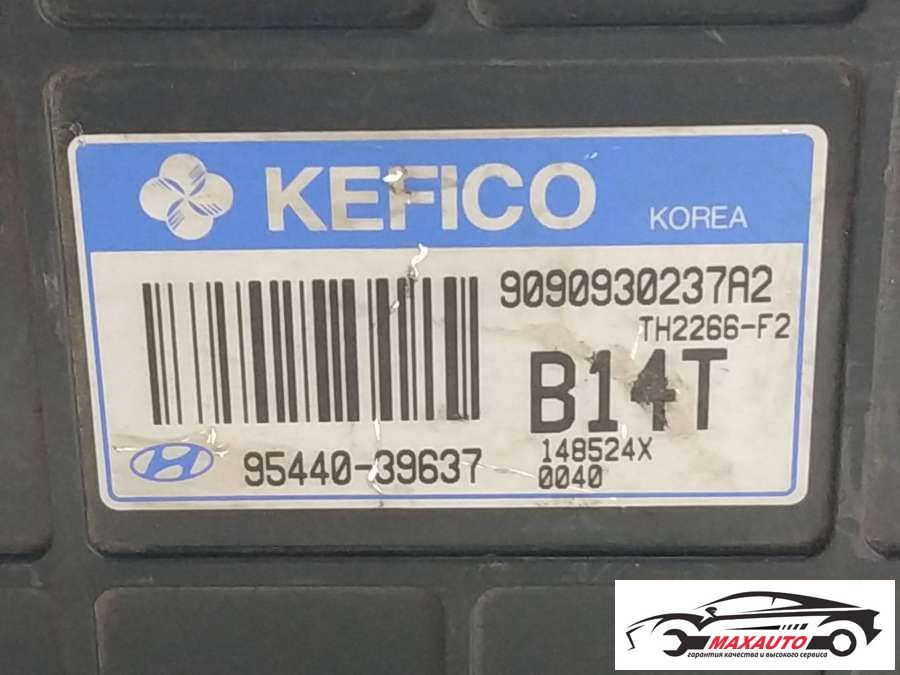 KEFICO
KOREA
9090930237A2
TH2266-F2
B14T
148524X
0040
95440-39637
MAXAUTO
гарантия качества и высокого сервиса